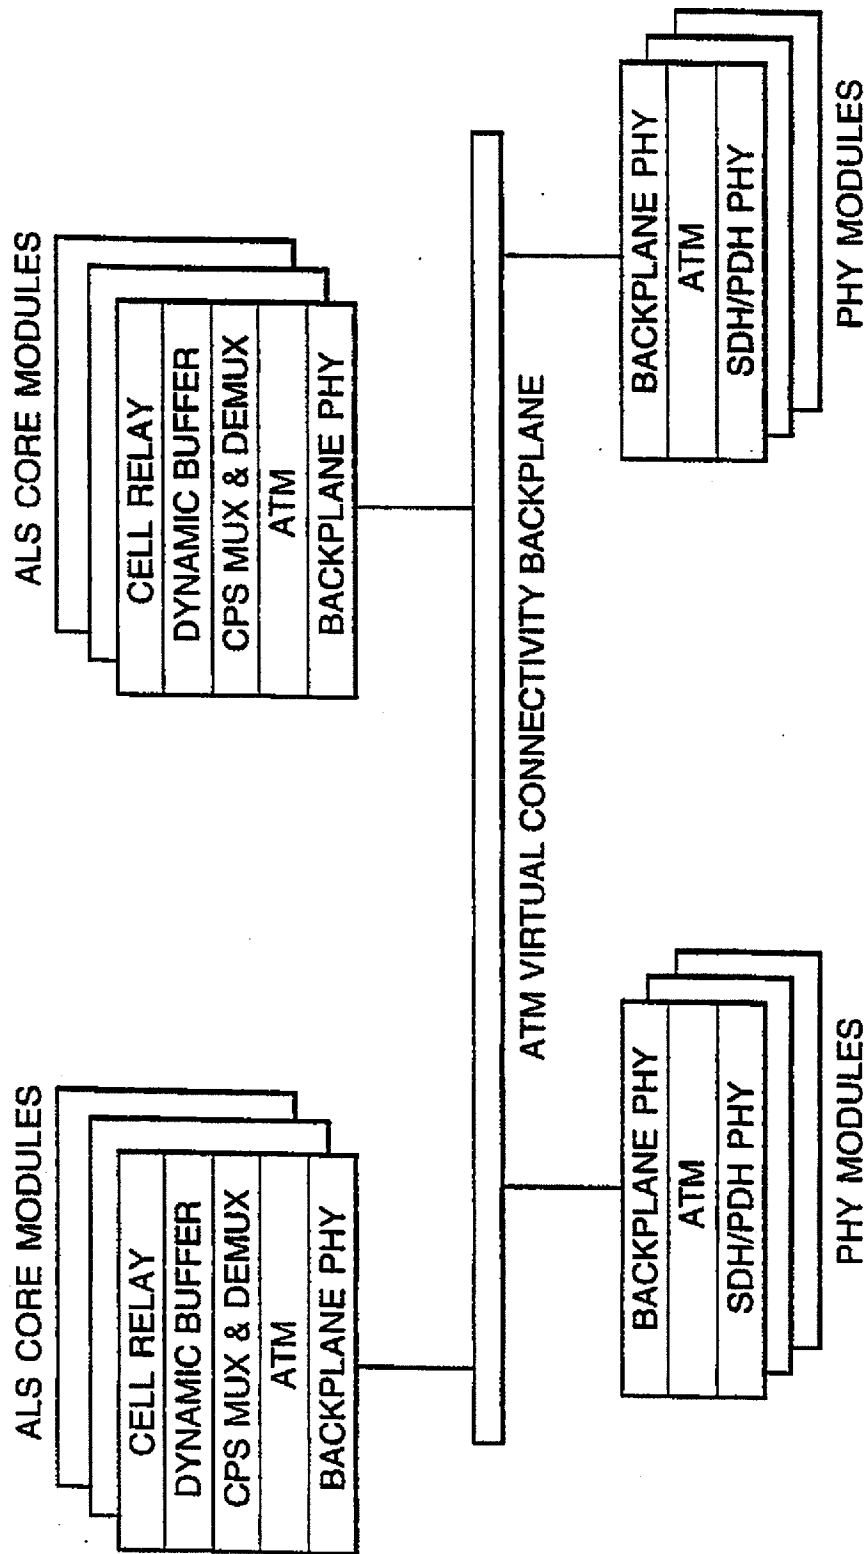 ALS CORE MODULES
CELL RELAY
DYNAMIC BUFFER
CPS MUX & DEMUX
ATM
BACKPLANE PHY
ALS CORE MODULES
CELL RELAY
DYNAMIC BUFFER
CPS MUX & DEMUX
ATM
BACKPLANE PHY
ATM VIRTUAL CONNECTIVITY BACKPLANE
BACKPLANE PHY
ATM
SDH/PDH PHY
PHY MODULES
BACKPLANE PHY
ATM
SDH/PDH PHY
PHY MODULES